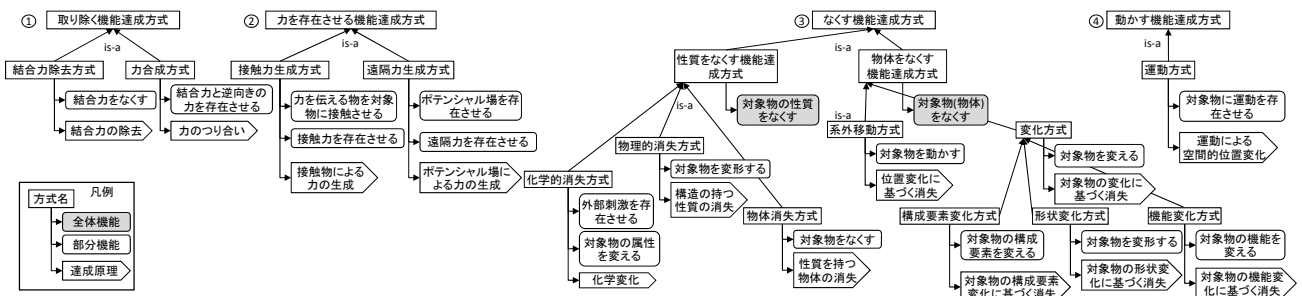 ① 取り除く機能達成方式
is-a
結合力除去方式
力合成方式
結合力をなくす
結合力と逆向きの
力を存在させる
結合力の除去
力のつり合い
凡例
方式名
全体機能
部分機能
達成原理
② 力を存在させる機能達成方式
is-a
接触力生成方式
遠隔力生成方式
力を伝える物を対象
物に接触させる
ポテンシャル場を存
在させる
接触力を存在させる
遠隔力を存在させる
接触物による
力の生成
ポテンシャル場に
よる力の生成
③ なくす機能達成方式
is-a
性質をなくす機能達
成方式
物体をなくす
機能達成方式
is-a
対象物の性質
をなくす
is-a
対象物(物体)
をなくす
化学的消失方式
外部刺激を存
在させる
対象物の属性
を変える
化学変化
物理的消失方式
対象物を変形する
構造の持つ
性質の消失
物体消失方式
対象物をなくす
性質を持つ
物体の消失
系外移動方式
対象物を動かす
位置変化に
基づく消失
変化方式
対象物を変える
対象物の変化
に基づく消失
構成要素変化方式
対象物の構成
要素を変える
対象物の構成要素
変化に基づく消失
形状変化方式
対象物を変形する
対象物の形状変
化に基づく消失
機能変化方式
対象物の機能を
変える
対象物の機能変
化に基づく消失
④ 動かす機能達成方式
is-a
運動方式
対象物に運動を存
在させる
運動による
空間的位置変化